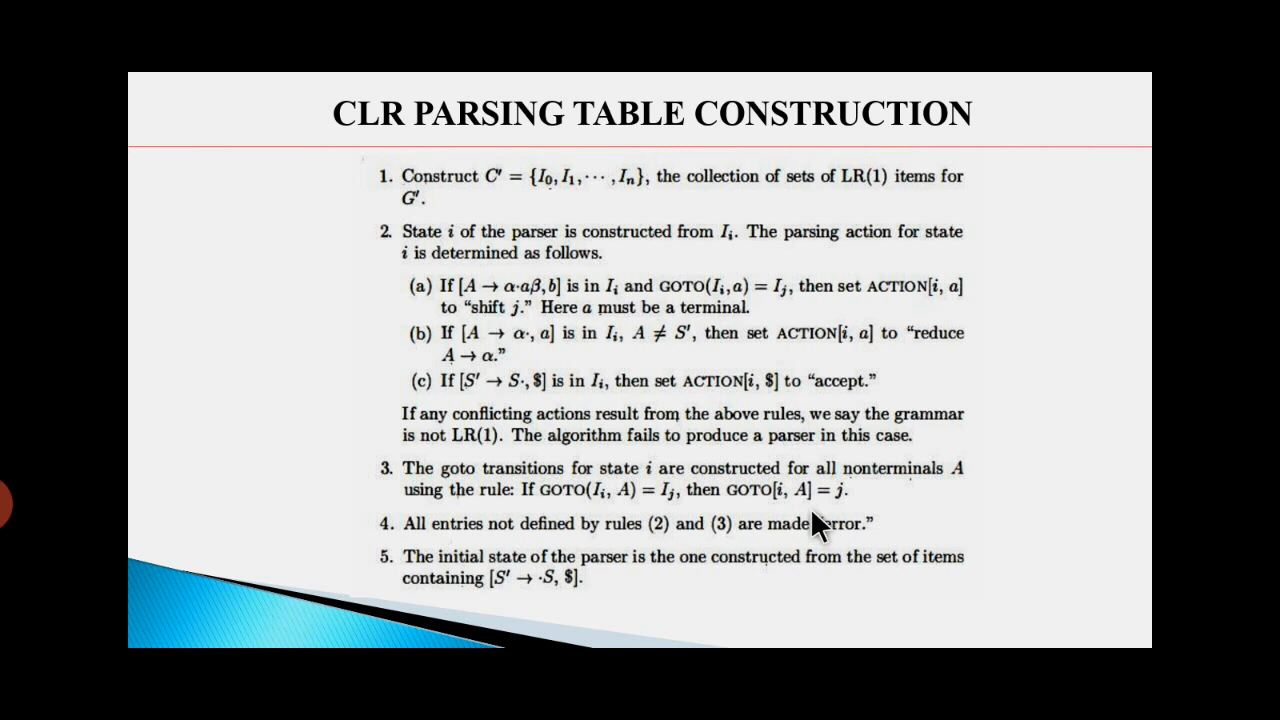 CLR PARSING TABLE CONSTRUCTION
1. Construct C' = {I0, I1, ··· , In}, the collection of sets of LR(1) items for
G'.
2. State i of the parser is constructed from Ii. The parsing action for state
i is determined as follows.
(a) If [A → α·aβ, b] is in Ii and GOTO(Ii, a) = Ij, then set ACTION[i, a]
to “shift j.” Here a must be a terminal.
(b) If [A → α·, a] is in Ii, A ≠ S', then set ACTION[i, a] to “reduce
A → α.”
(c) If [S' → S·, $] is in Ii, then set ACTION[i, $] to “accept.”
If any conflicting actions result from the above rules, we say the grammar
is not LR(1). The algorithm fails to produce a parser in this case.
3. The goto transitions for state i are constructed for all nonterminals A
using the rule: If GOTO(Ii, A) = Ij, then GOTO[i, A] = j.
4. All entries not defined by rules (2) and (3) are made “error.”
5. The initial state of the parser is the one constructed from the set of items
containing [S' → ·S, $].